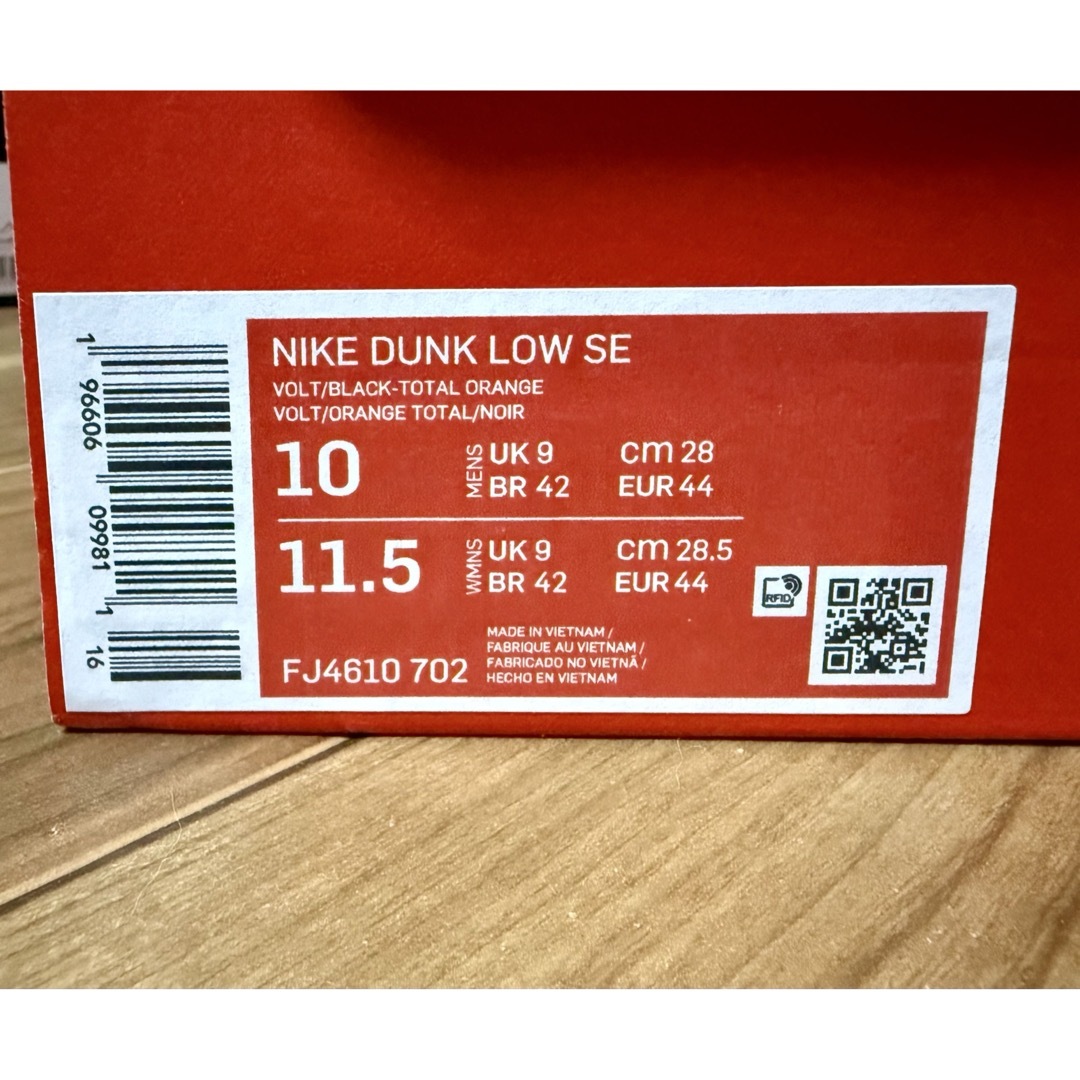 NIKE DUNK LOW SE
VOLT/BLACK-TOTAL ORANGE
VOLT/ORANGE TOTAL/NOIR
10 MENS UK 9 cm 28
BR 42 EUR 44
11.5 WMNS UK 9 cm 28.5
BR 42 EUR 44
FJ4610 702
MADE IN VIETNAM /
FABRIQUE AU VIETNAM /
FABRICADO NO VIETNÃ /
HECHO EN VIETNAM
RFID
1 96606 09981 1 16